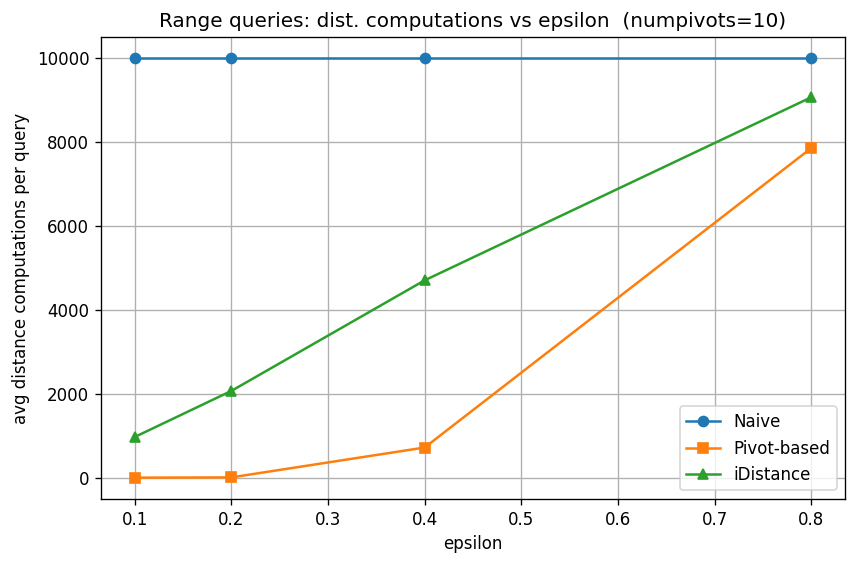 Range queries: dist. computations vs epsilon  (numpivots=10)
avg distance computations per query
10000
8000
6000
4000
2000
0
0.1 0.2 0.3 0.4 0.5 0.6 0.7 0.8
epsilon
Naive
Pivot-based
iDistance